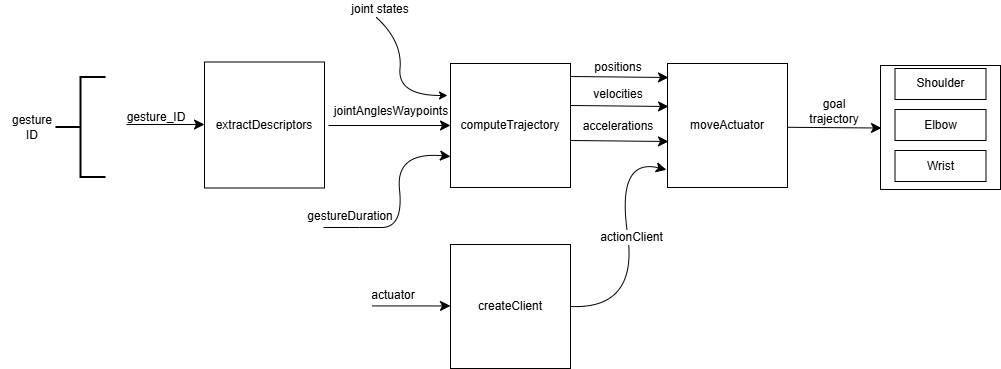 joint states
gesture
ID
gesture_ID
extractDescriptors
jointAnglesWaypoints
gestureDuration
computeTrajectory
positions
velocities
accelerations
moveActuator
goal
trajectory
Shoulder
Elbow
Wrist
actionClient
actuator
createClient